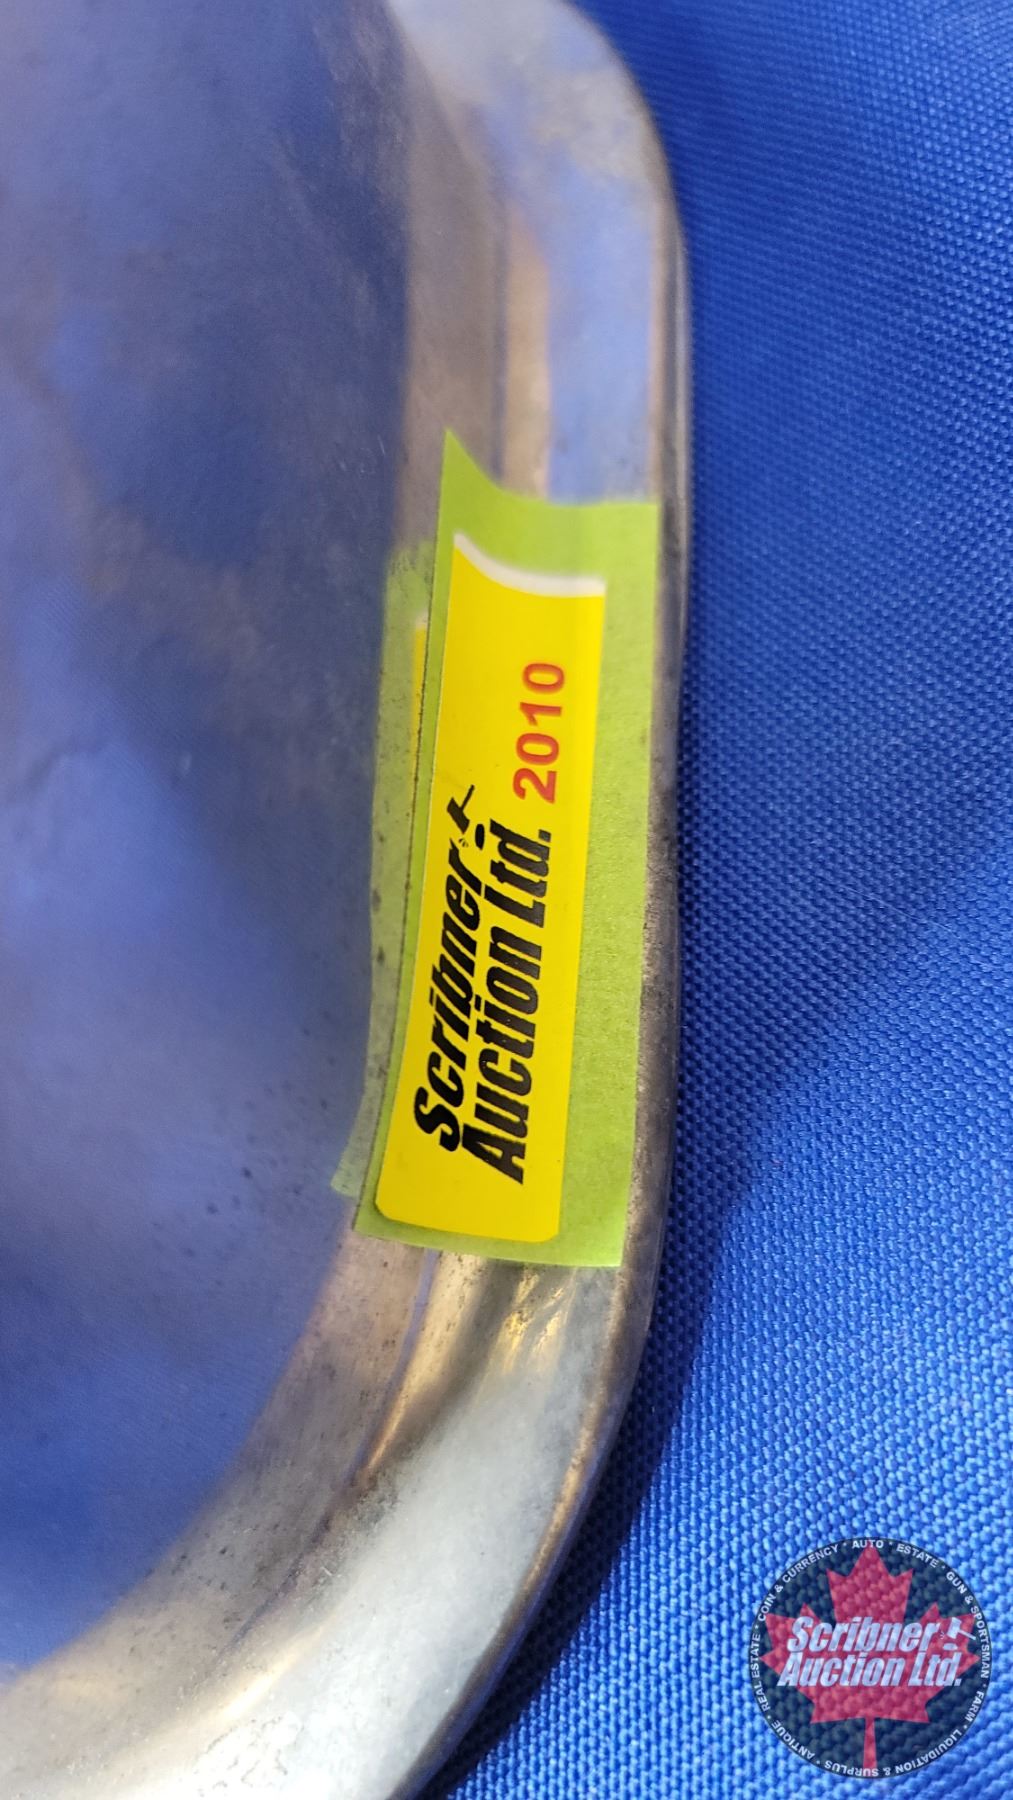 Scribner
Auction Ltd. 2010
COIN & CURRENCY • AUTO • ESTATE • GUN & SPORTSMAN • FARM • LIQUIDATION & SURPLUS • ANTIQUE • REAL ESTATE •
Scribner
Auction Ltd.